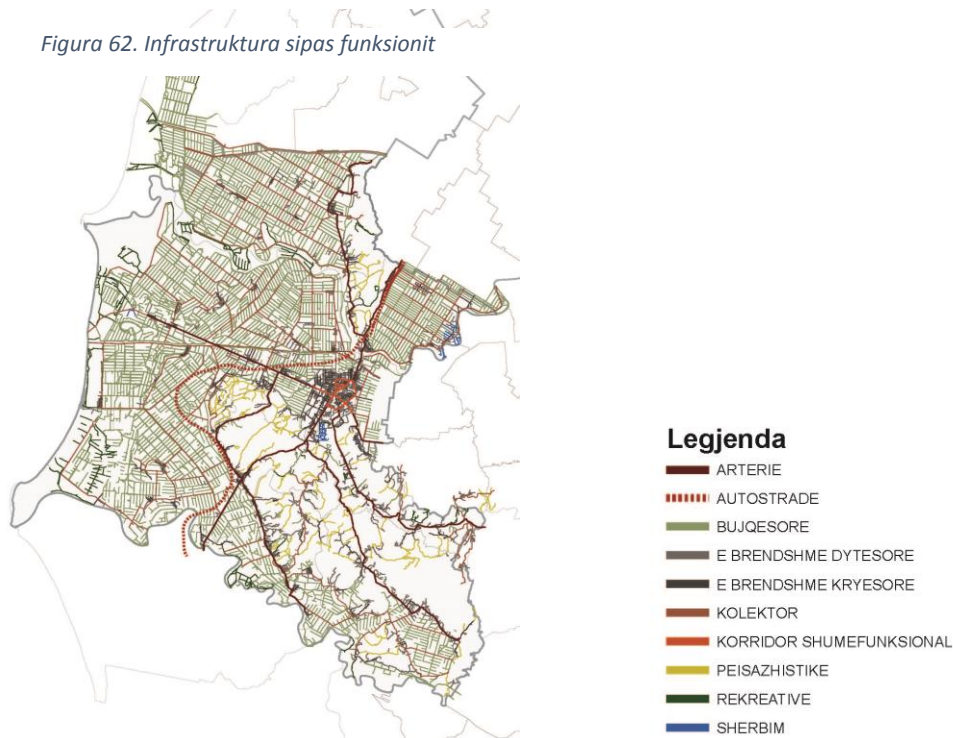 Figura 62. Infrastruktura sipas funksionit
Legjenda
ARTERIE
AUTOSTRADE
BUJQESORE
E BRENDSHME DYTESORE
E BRENDSHME KRYESORE
KOLEKTOR
KORRIDOR SHUMEFUNKSIONAL
PEISAZHISTIKE
REKREATIVE
SHERBIM